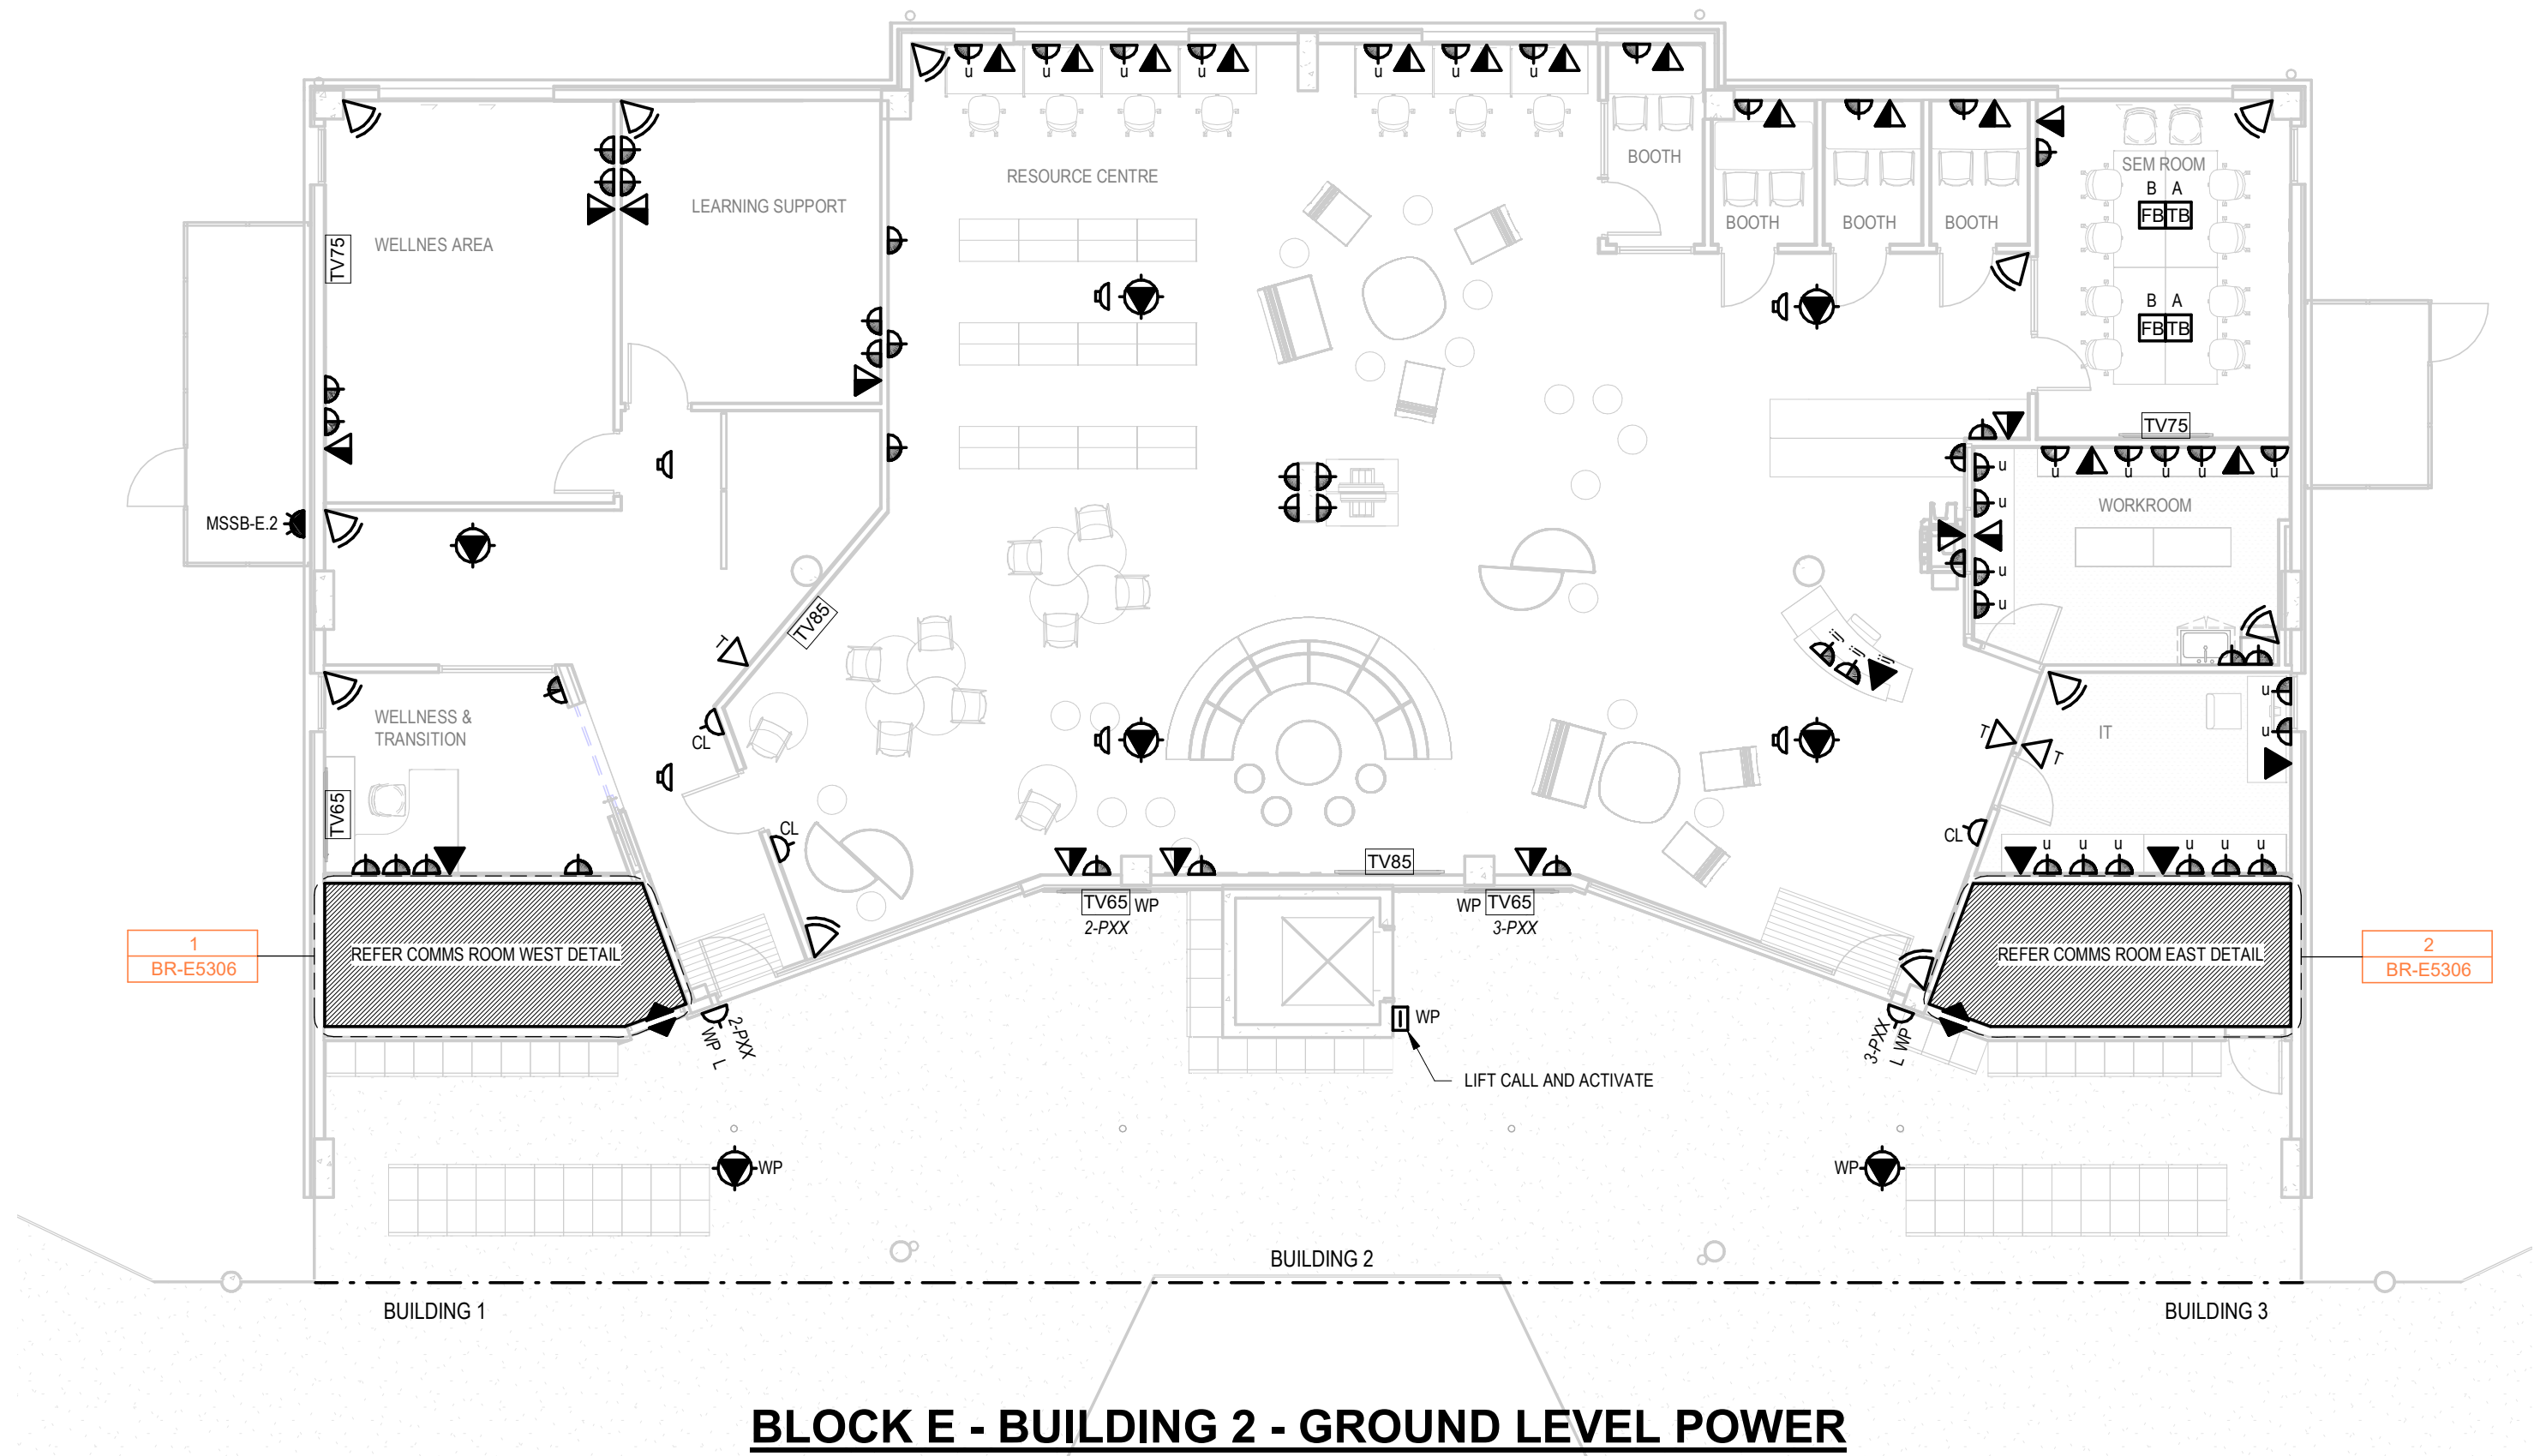 u u u u u u u
BOOTH
RESOURCE CENTRE
SEM ROOM
LEARNING SUPPORT
B A
FB TB
BOOTH
BOOTH
BOOTH
WELLNES AREA
TV75
B A
FB TB
TV75
u
u
u u u u u
WORKROOM
MSSB-E.2
u
u
TV85
T
ij
ij
ij
WELLNESS &
TRANSITION
CL
u
u
IT
T
T
TV65
CL
CL
u u u u u u
TV85
TV65 WP
2-PXX
WP TV65
3-PXX
1
BR-E5306
REFER COMMS ROOM WEST DETAIL
REFER COMMS ROOM EAST DETAIL
2
BR-E5306
2-PXX
WP L
WP
3-PXX
L WP
LIFT CALL AND ACTIVATE
WP
WP
BUILDING 2
BUILDING 1
BUILDING 3
BLOCK E - BUILDING 2 - GROUND LEVEL POWER